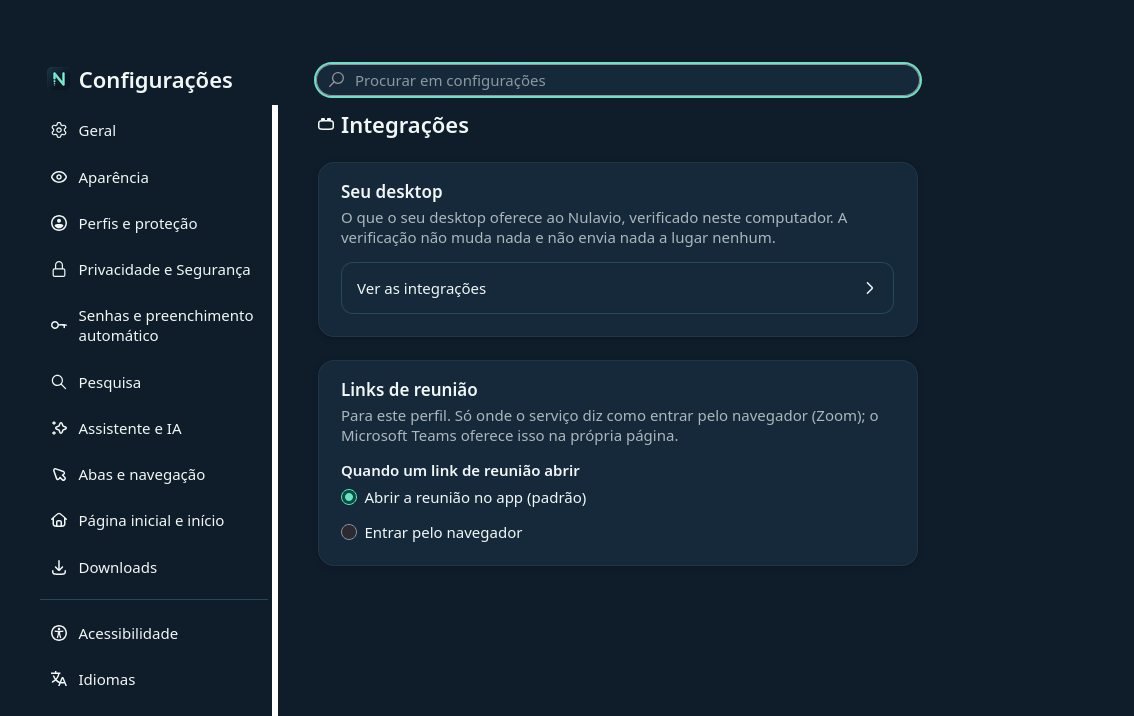 Configurações
Procurar em configurações
Geral
Aparência
Perfis e proteção
Privacidade e Segurança
Senhas e preenchimento
automático
Pesquisa
Assistente e IA
Abas e navegação
Página inicial e início
Downloads
Acessibilidade
Idiomas
Integrações
Seu desktop
O que o seu desktop oferece ao Nulavio, verificado neste computador. A
verificação não muda nada e não envia nada a lugar nenhum.
Ver as integrações
Links de reunião
Para este perfil. Só onde o serviço diz como entrar pelo navegador (Zoom); o
Microsoft Teams oferece isso na própria página.
Quando um link de reunião abrir
Abrir a reunião no app (padrão)
Entrar pelo navegador